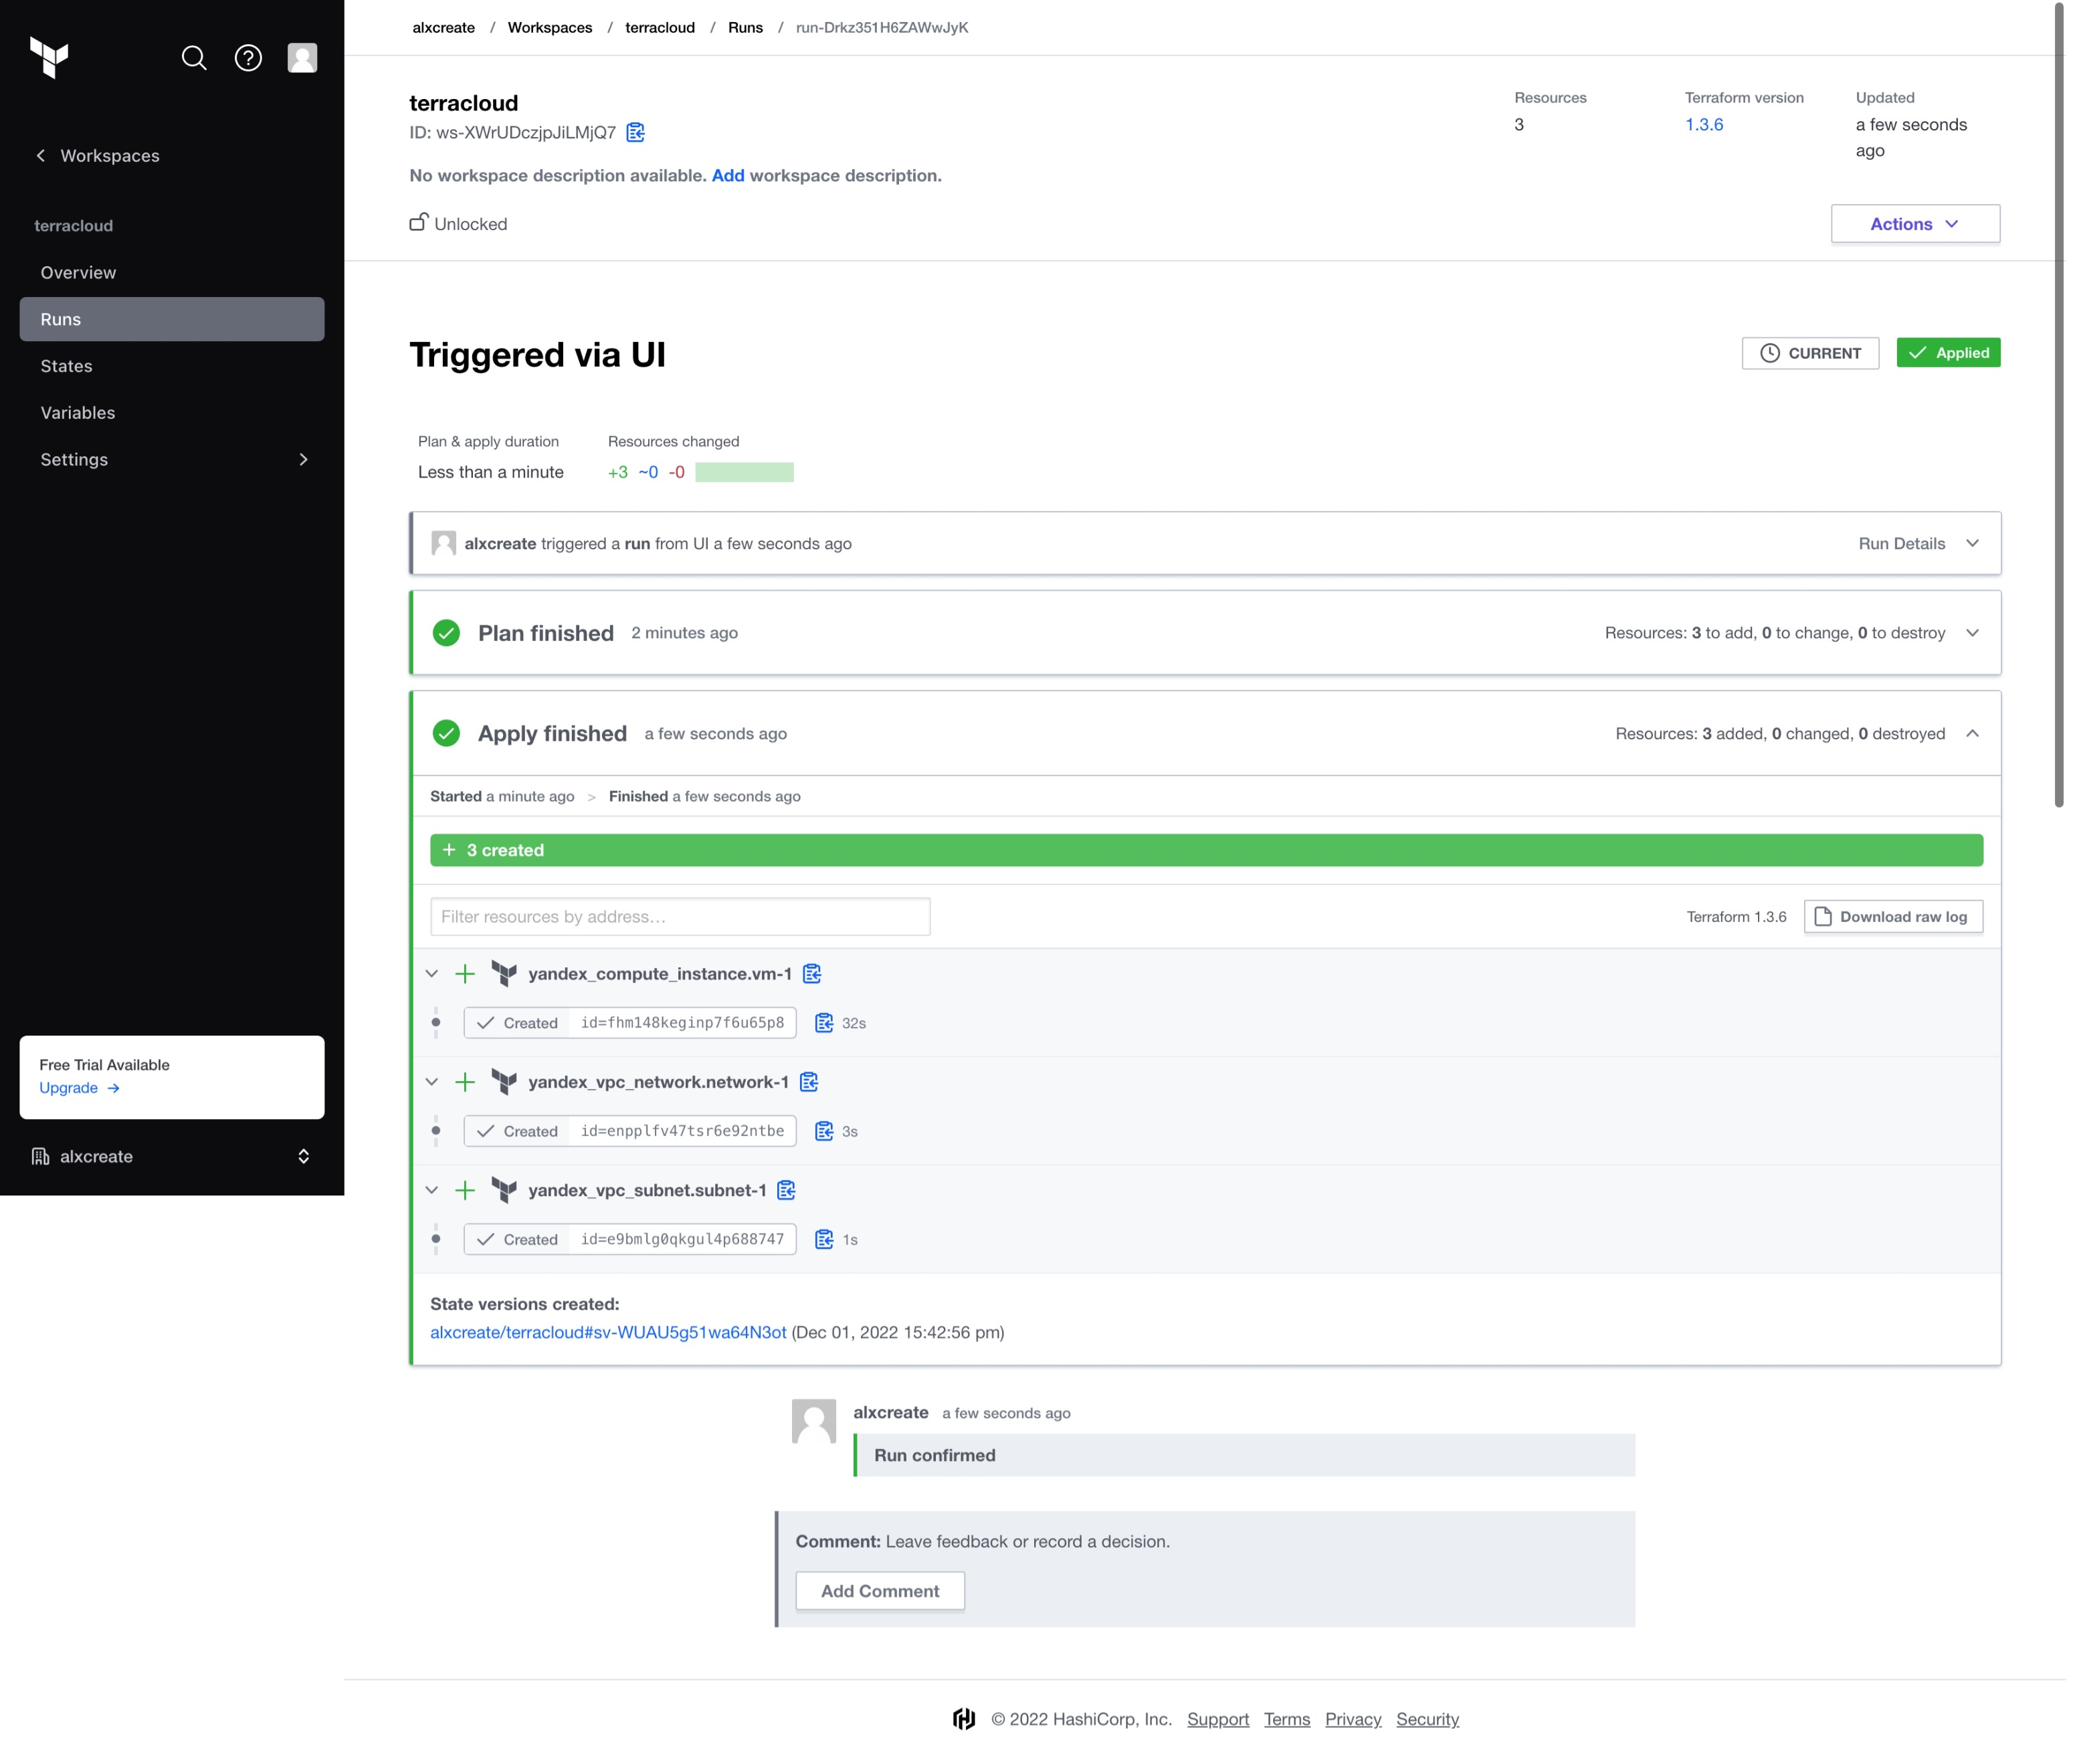 alxcreate / Workspaces / terracloud / Runs / run-Drkz351H6ZAWwJyK
Workspaces
terracloud
Overview
Runs
States
Variables
Settings
Free Trial Available
Upgrade →
alxcreate
terracloud
ID: ws-XWrUDczjpJiLMjQ7
No workspace description available. Add workspace description.
Unlocked
Resources
3
Terraform version
1.3.6
Updated
a few seconds
ago
Actions
Triggered via UI
CURRENT
Applied
Plan & apply duration
Less than a minute
Resources changed
+3 ~0 -0
alxcreate triggered a run from UI a few seconds ago
Run Details
Plan finished 2 minutes ago
Resources: 3 to add, 0 to change, 0 to destroy
Apply finished a few seconds ago
Resources: 3 added, 0 changed, 0 destroyed
Started a minute ago > Finished a few seconds ago
+ 3 created
Filter resources by address…
Terraform 1.3.6
Download raw log
yandex_compute_instance.vm-1
Created id=fhm148keginp7f6u65p8 32s
yandex_vpc_network.network-1
Created id=enpplfv47tsr6e92ntbe 3s
yandex_vpc_subnet.subnet-1
Created id=e9bmlg0qkgul4p688747 1s
State versions created:
alxcreate/terracloud#sv-WUAU5g51wa64N3ot (Dec 01, 2022 15:42:56 pm)
alxcreate a few seconds ago
Run confirmed
Comment: Leave feedback or record a decision.
Add Comment
© 2022 HashiCorp, Inc. Support Terms Privacy Security